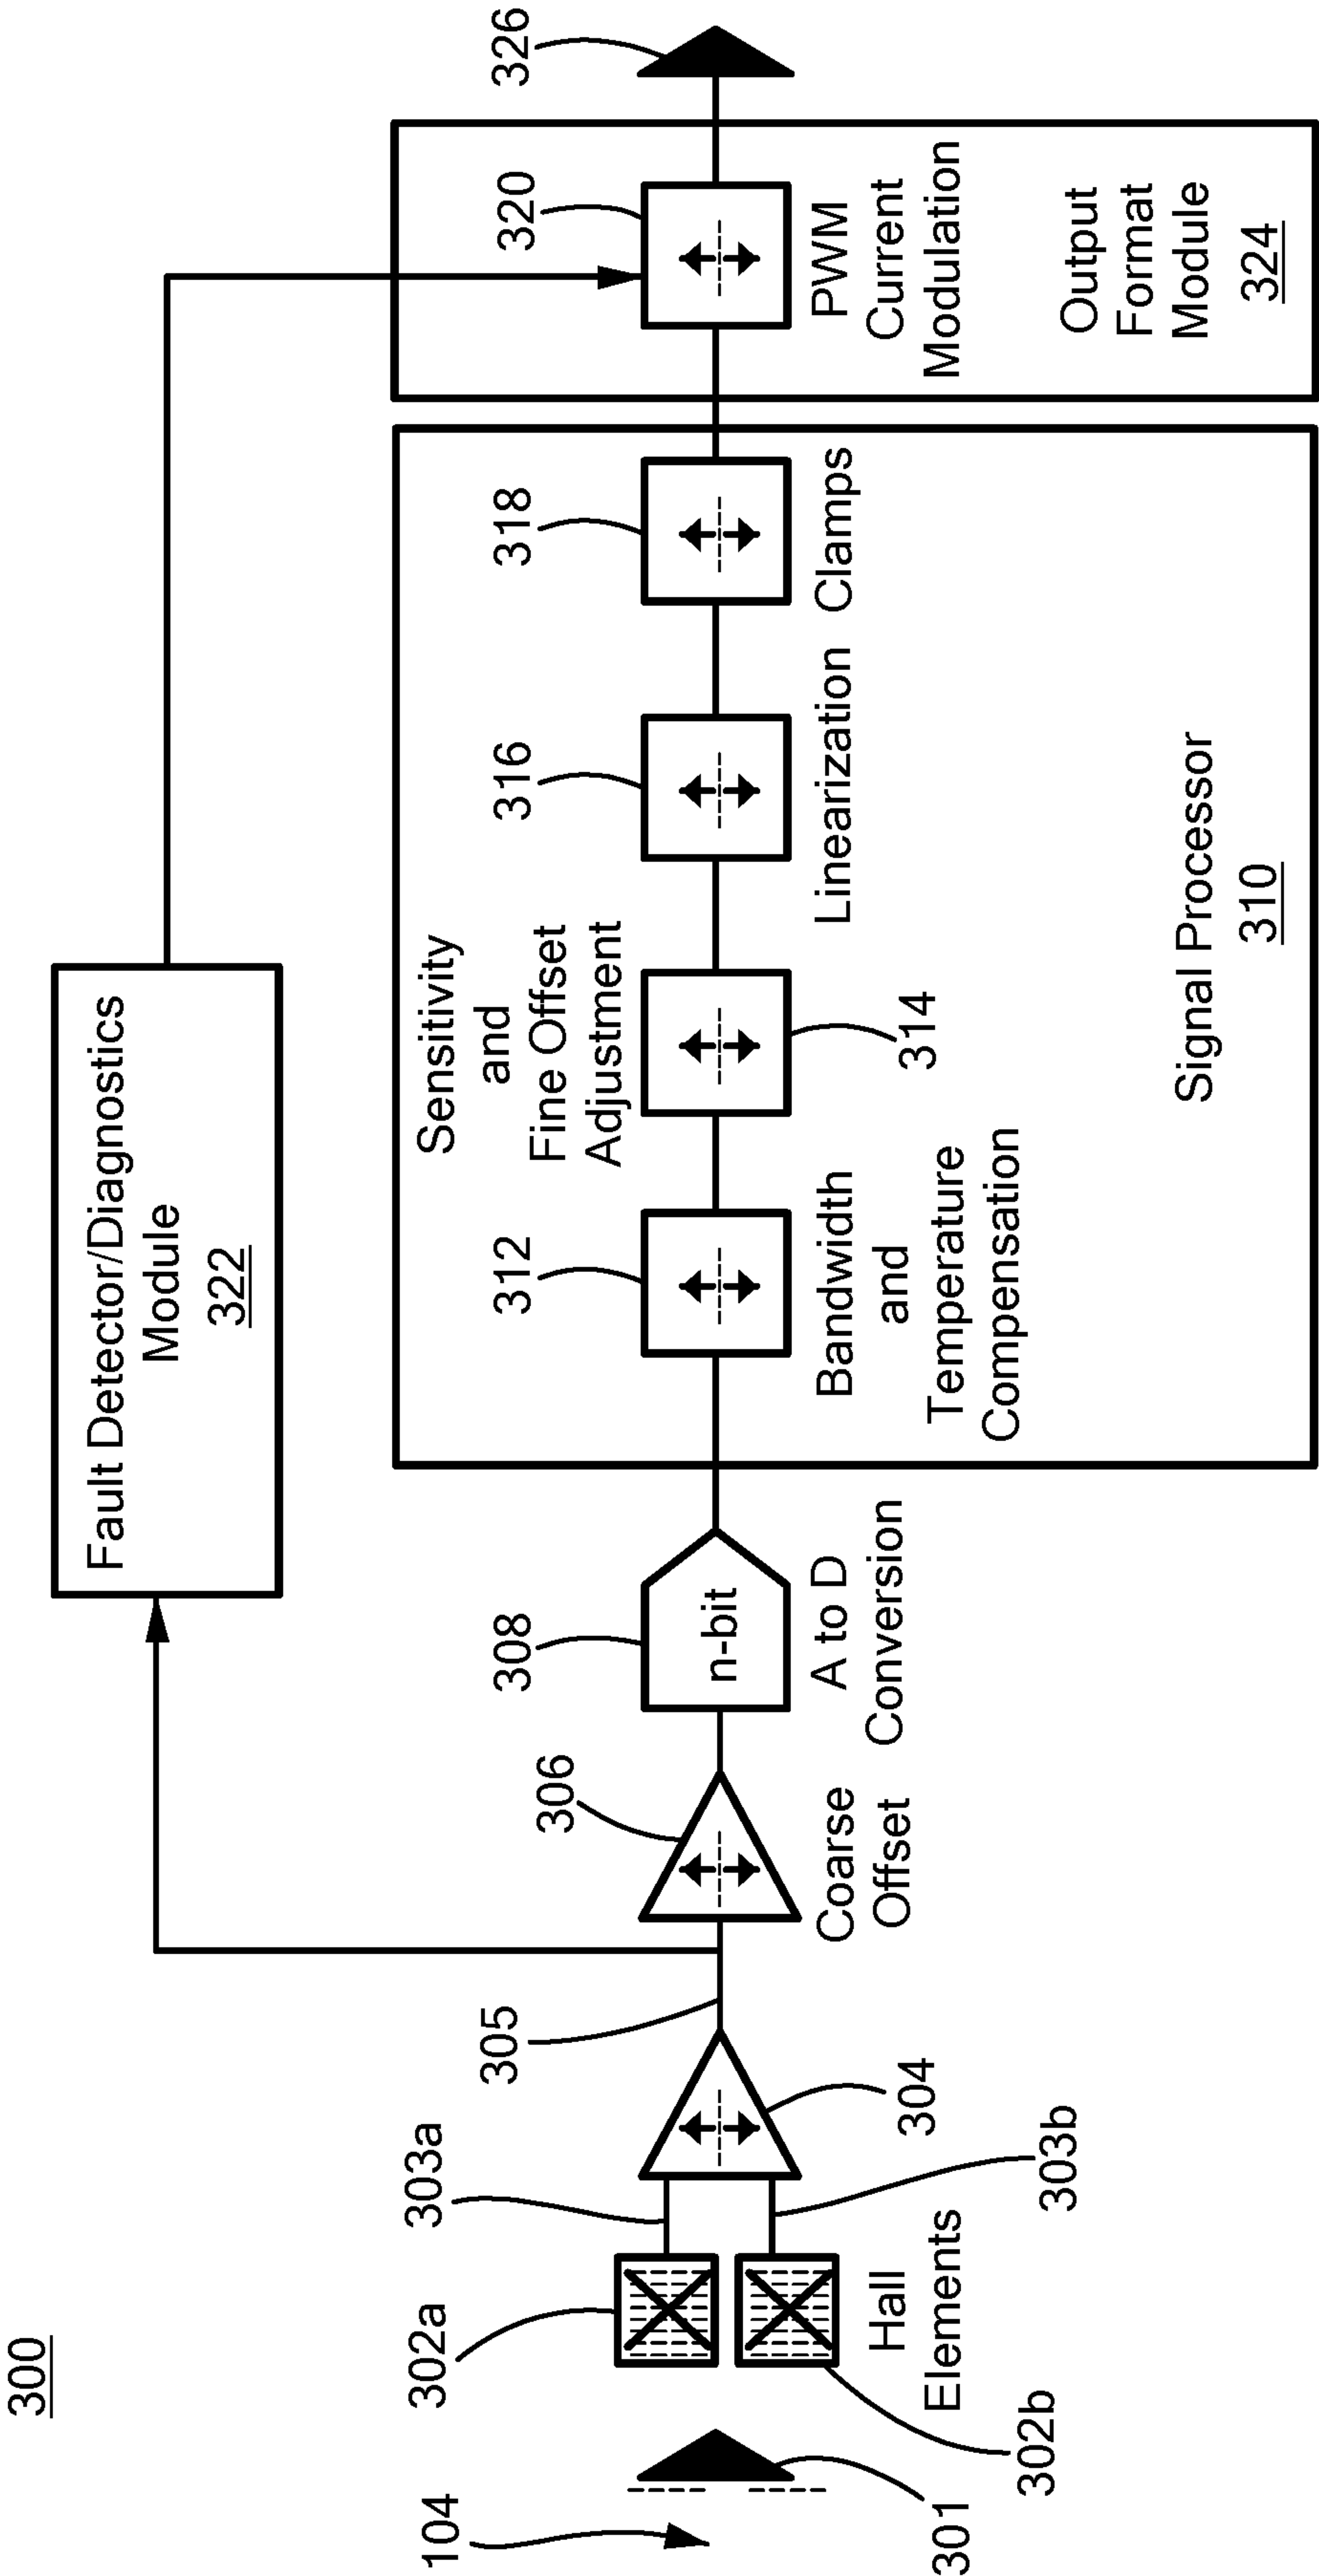 300
Fault Detector/Diagnostics
Module
322
104
301
302a
302b
Hall
Elements
303a
303b
304
305
306
Coarse
Offset
308
n-bit
A to D
Conversion
312
Bandwidth
and
Temperature
Compensation
Sensitivity
and
Fine Offset
Adjustment
314
316
Linearization
318
Clamps
Signal Processor
310
320
PWM
Current
Modulation
Output
Format
Module
324
326